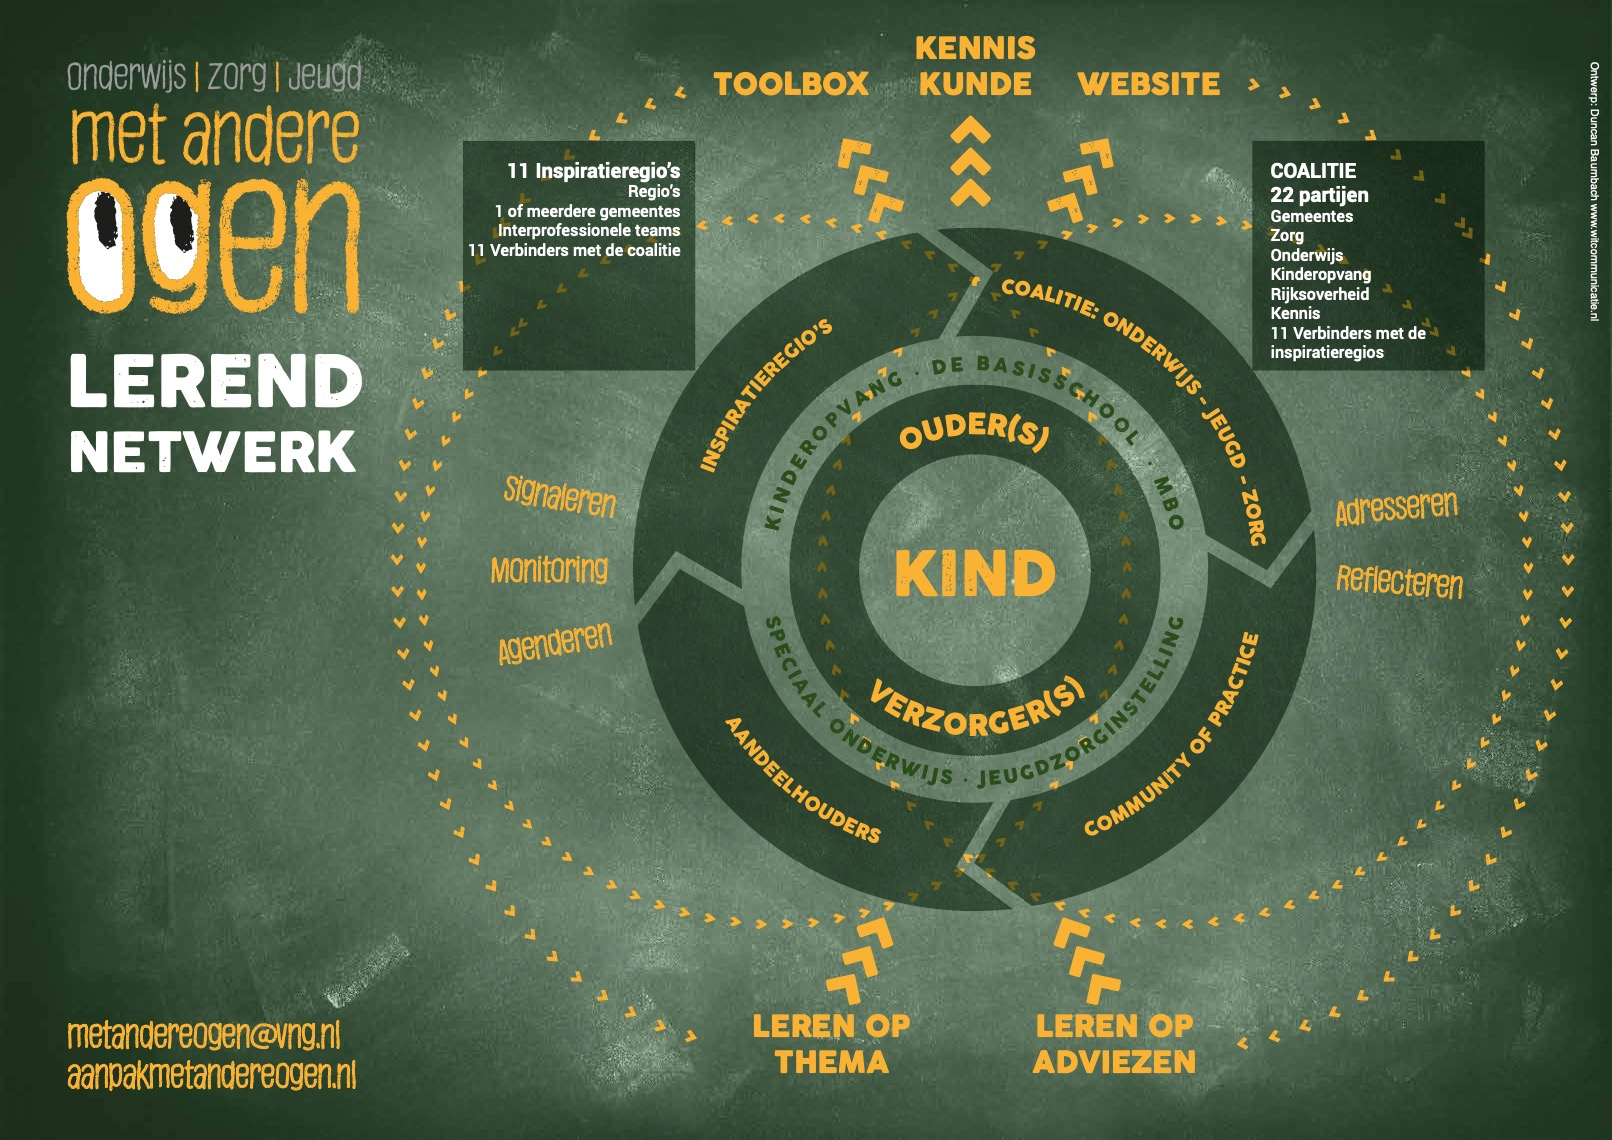 onderwijs | zorg | Jeugd
met andere
ogen
LEREND
NETWERK
TOOLBOX
KENNIS
KUNDE
WEBSITE
11 Inspiratieregio's
Regio's
1 of meerdere gemeentes
Interprofessionele teams
11 Verbinders met de coalitie
COALITIE
22 partijen
Gemeentes
Zorg
Onderwijs
Kinderopvang
Rijksoverheid
Kennis
11 Verbinders met de
inspiratieregios
INSPIRATIEREGIO'S
COALITIE: ONDERWIJS - JEUGD - ZORG
KINDEROPVANG · DE BASISSCHOOL · MBO
OUDER(S)
KIND
VERZORGER(S)
SPECIAAL ONDERWIJS · JEUGDZORGINSTELLING
AANDEELHOUDERS
COMMUNITY OF PRACTICE
Signaleren
Monitoring
Agenderen
Adresseren
Reflecteren
LEREN OP
THEMA
LEREN OP
ADVIEZEN
metandereogen@vng.nl
aanpakmetandereogen.nl
Ontwerp: Duncan Baumbach www.witcommunicatie.nl